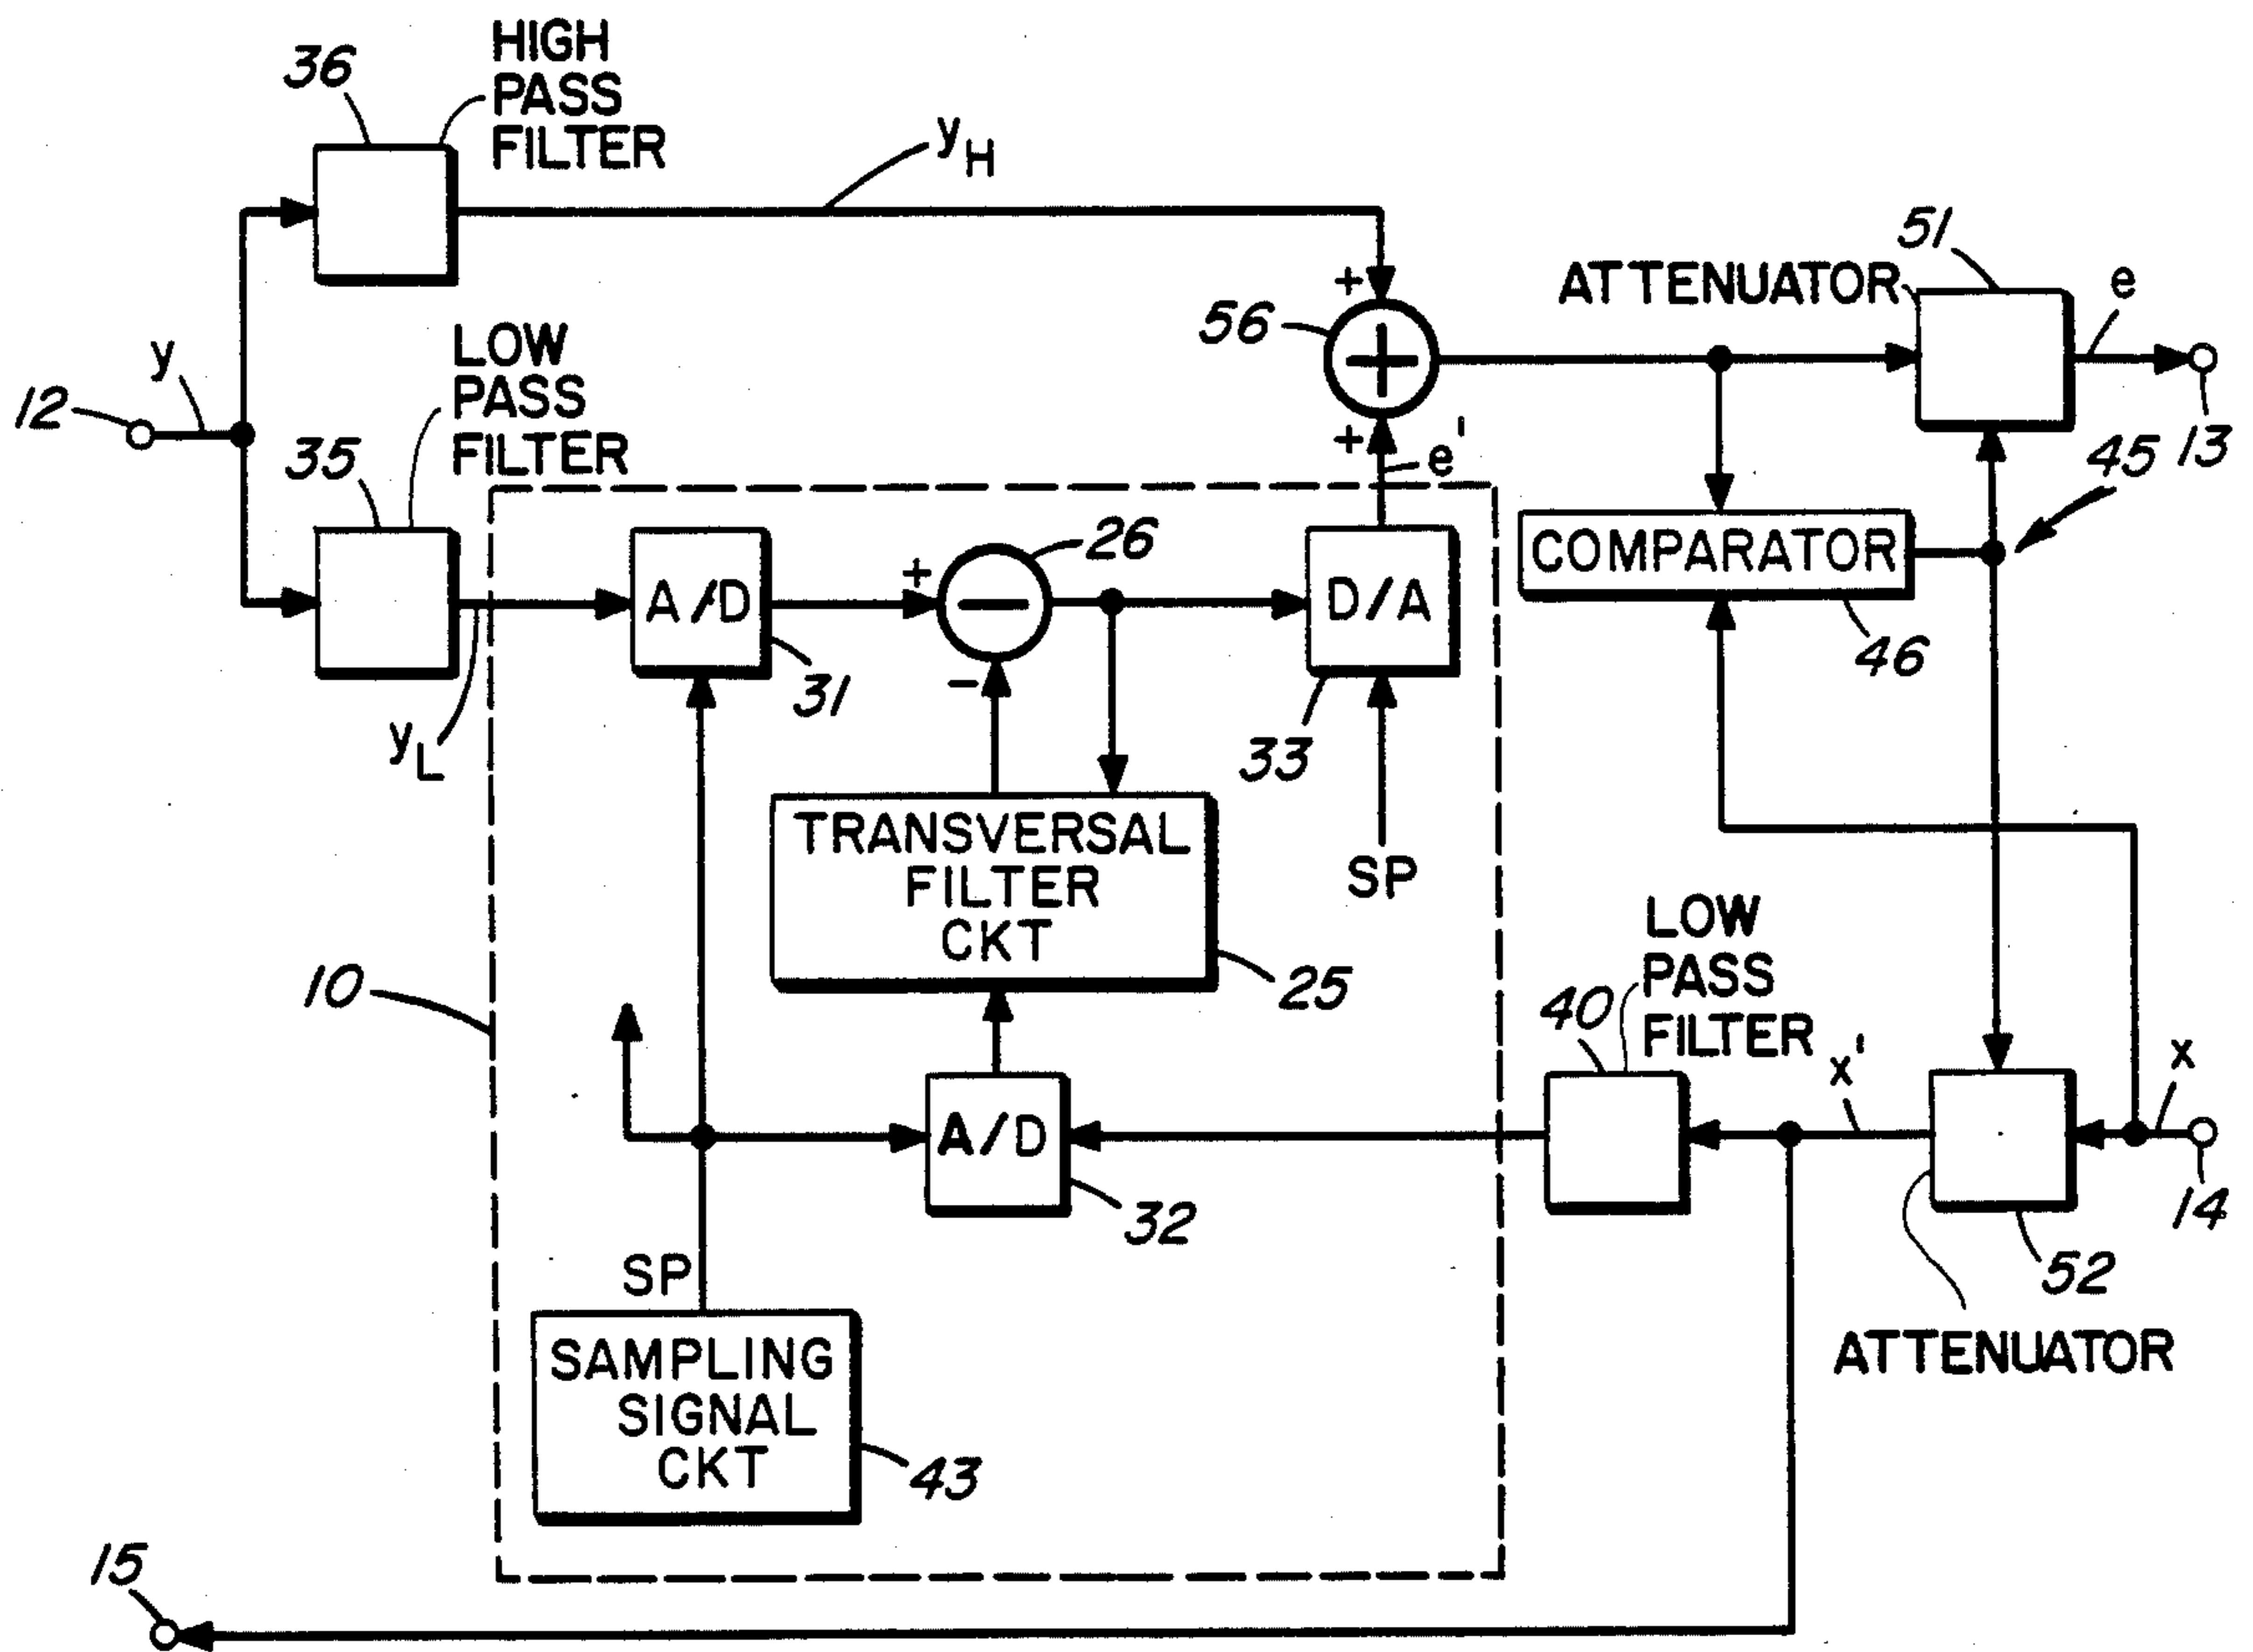 36
HIGH
PASS
FILTER
yH
51
ATTENUATOR
e
56
+
LOW
PASS
FILTER
y
12
35
+
e'
45
13
26
A/D
+
−
D/A
COMPARATOR
31
46
yL
−
33
TRANSVERSAL
FILTER
CKT
SP
25
10
LOW
PASS
FILTER
40
x'
x
A/D
32
14
52
SP
ATTENUATOR
SAMPLING
SIGNAL
CKT
43
15